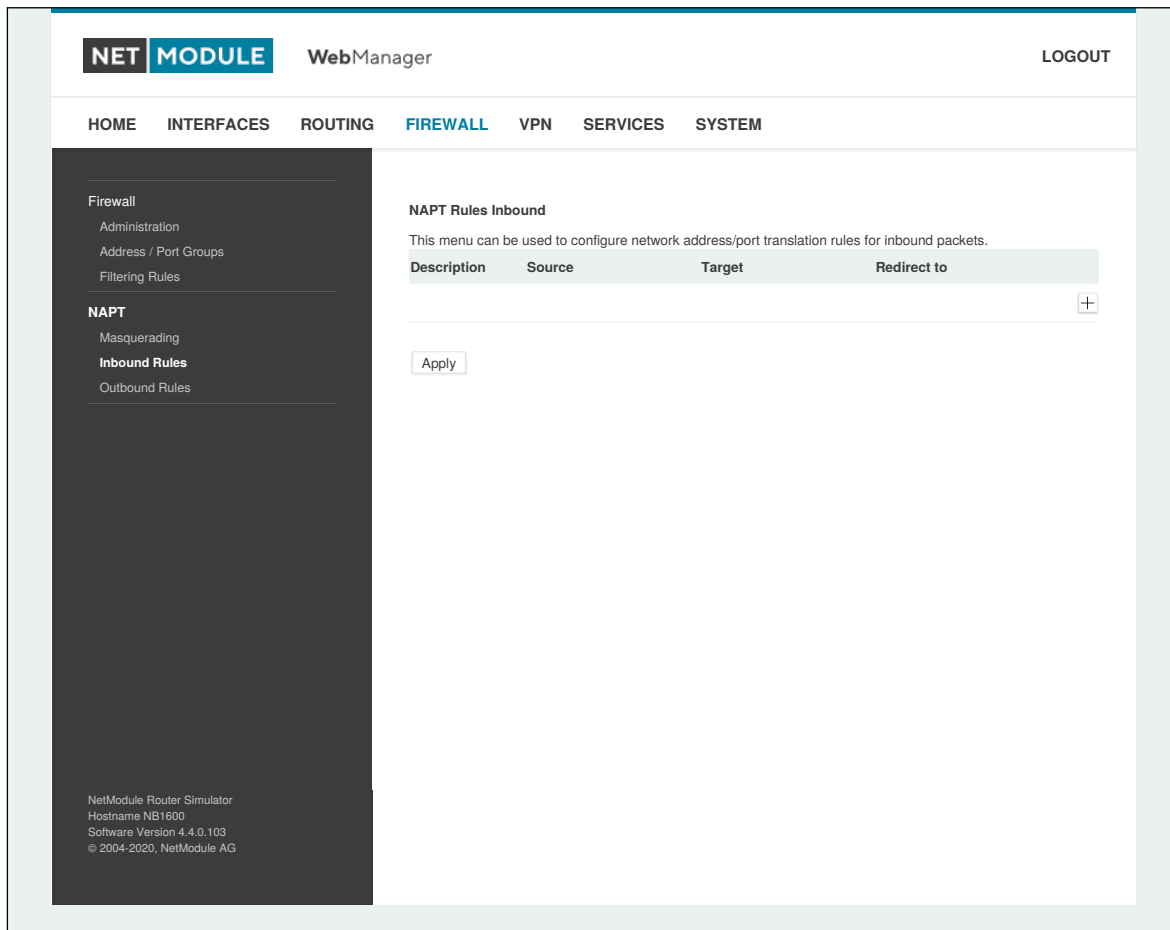 NET MODULE WebManager LOGOUT
HOME INTERFACES ROUTING FIREWALL VPN SERVICES SYSTEM
Firewall
Administration
Address / Port Groups
Filtering Rules
NAPT
Masquerading
Inbound Rules
Outbound Rules
NetModule Router Simulator
Hostname NB1600
Software Version 4.4.0.103
© 2004-2020, NetModule AG
NAPT Rules Inbound
This menu can be used to configure network address/port translation rules for inbound packets.
Description Source Target Redirect to
Apply